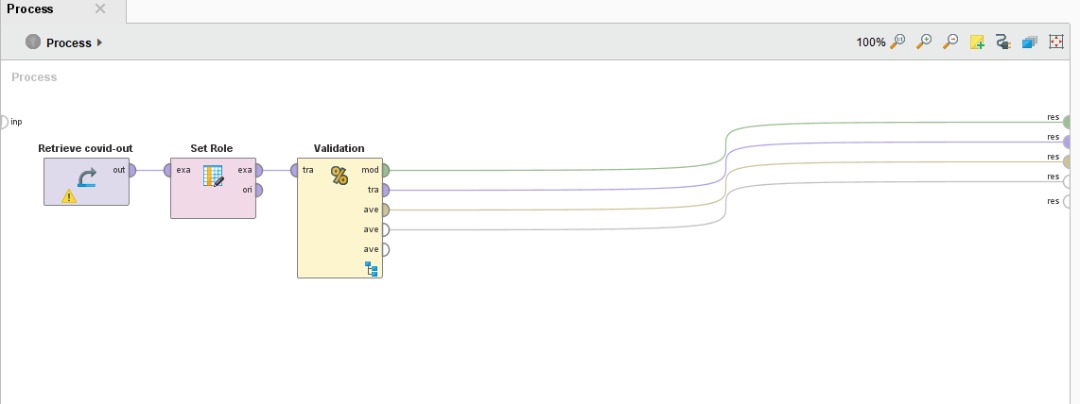 Process
Process
100%
Process
inp
Retrieve covid-out
out
Set Role
exa
exa
ori
Validation
%
tra
mod
tra
ave
ave
ave
res
res
res
res
res